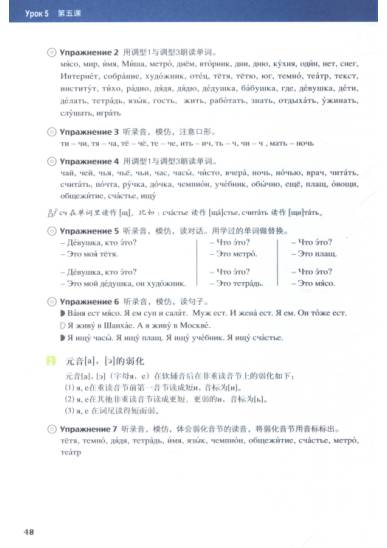 Урок 5 第五课
Упражнение 2 用调型1与调型3朗读单词。
мя́со, мир, и́мя, Ми́ша, метро́, днём, вто́рник, дни, дню, ку́хня, оди́н, нет, снег,
Интерне́т, собра́ние, худо́жник, оте́ц, тётя, тётю, юг, темно́, теа́тр, текст,
институ́т, ти́хо, ра́дио, дя́дя, дя́дю, де́душка, ба́бушка, где, де́вушка, де́ти,
де́лать, тетра́дь, язы́к, гость, жить, рабо́тать, знать, отдыха́ть, у́жинать,
слу́шать, игра́ть
Упражнение 3 听录音，模仿，注意口形。
ти – чи, тя – ча, тё – чё, те – че, ить – ич, ть – ч, чи – ч , мать – ночь
Упражнение 4 用调型1、调型3朗读单词。
чай, чей, чья, чьё, чьи, час, часы́, чи́сто, вчера́, ночь, но́чью, врач, чита́ть,
счита́ть, по́чта, ру́чка, до́чка, чемпио́н, уче́бник, обы́чно, ещё, плащ, о́вощи,
общежи́тие, сча́стье, ищу́
сч 在单词里读作 [щ]，比如：сча́стье 读作 [ща́]стье, счита́ть 读作 [щи]та́ть。
Упражнение 5 听录音，模仿，读对话。用学过的单词做替换。
– Де́вушка, кто э́то? – Что э́то? – Что э́то?
– Э́то моя́ тётя. – Э́то метро́. – Э́то плащ.
– Де́душка, кто э́то? – Что э́то? – Что э́то?
– Э́то мой де́душка, он худо́жник. – Э́то тетра́дь. – Э́то мя́со.
Упражнение 6 听录音，模仿，读句子。
Ва́ня ест мя́со. Я ем суп и сала́т. Муж ест. И жена́ ест. Я ем. Он то́же ест.
Я живу́ в Шанха́е. А я живу́ в Москве́.
Я ищу́ часы́. Я ищу́ плащ. Я ищу́ уче́бник. Я ищу́ сча́стье.
元音[а]、[э]的弱化
元音[а]、[э]（字母я、е）在软辅音后在非重读音节上的弱化如下：
(1) я, е在重读音节前第一音节读成短и，音标为[и]。
(2) я, е在其他非重读音节读成更短、更弱的и，音标为[ь]。
(3) я, е 在词尾读得短而弱。
Упражнение 7 听录音，模仿，体会弱化音节的读音，将弱化音节用音标标出。
тётя, темно́, дя́дя, тетра́дь, и́мя, язы́к, чемпио́н, общежи́тие, сча́стье, метро́,
теа́тр
48